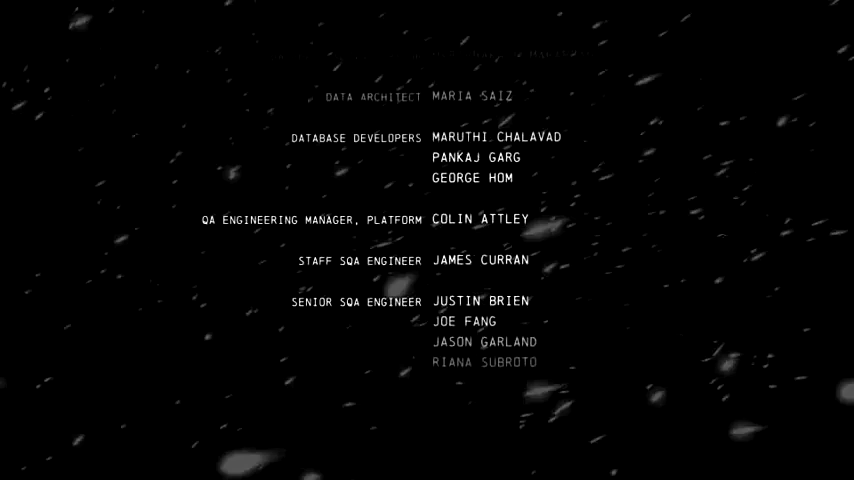 DATA ARCHITECT MARIA SAIZ
DATABASE DEVELOPERS MARUTHI CHALAVAD
PANKAJ GARG
GEORGE HOM
QA ENGINEERING MANAGER, PLATFORM COLIN ATTLEY
STAFF SQA ENGINEER JAMES CURRAN
SENIOR SQA ENGINEER JUSTIN BRIEN
JOE FANG
JASON GARLAND
RIANA SUBROTO